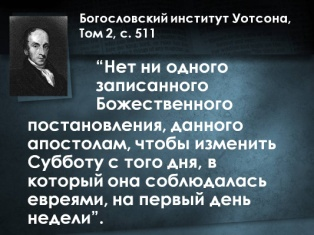 Богословский институт Уотсона,
Том 2, с. 511
“Нет ни одного
записанного
Божественного
постановления, данного
апостолам, чтобы изменить
Субботу с того дня, в
который она соблюдалась
евреями, на первый день
недели”.